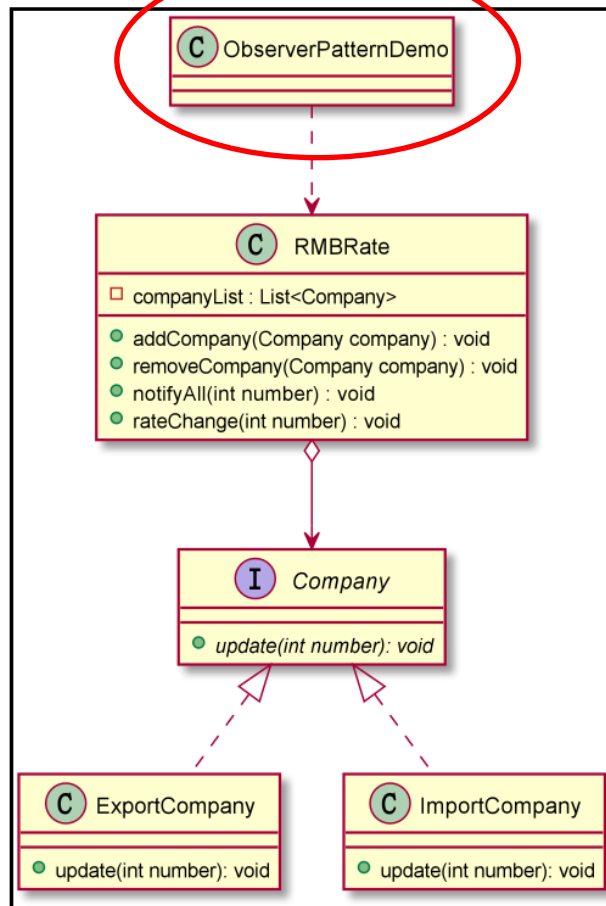 C ObserverPatternDemo
C RMBRate
companyList : List<Company>
addCompany(Company company) : void
removeCompany(Company company) : void
notifyAll(int number) : void
rateChange(int number) : void
I Company
update(int number): void
C ExportCompany
update(int number): void
C ImportCompany
update(int number): void